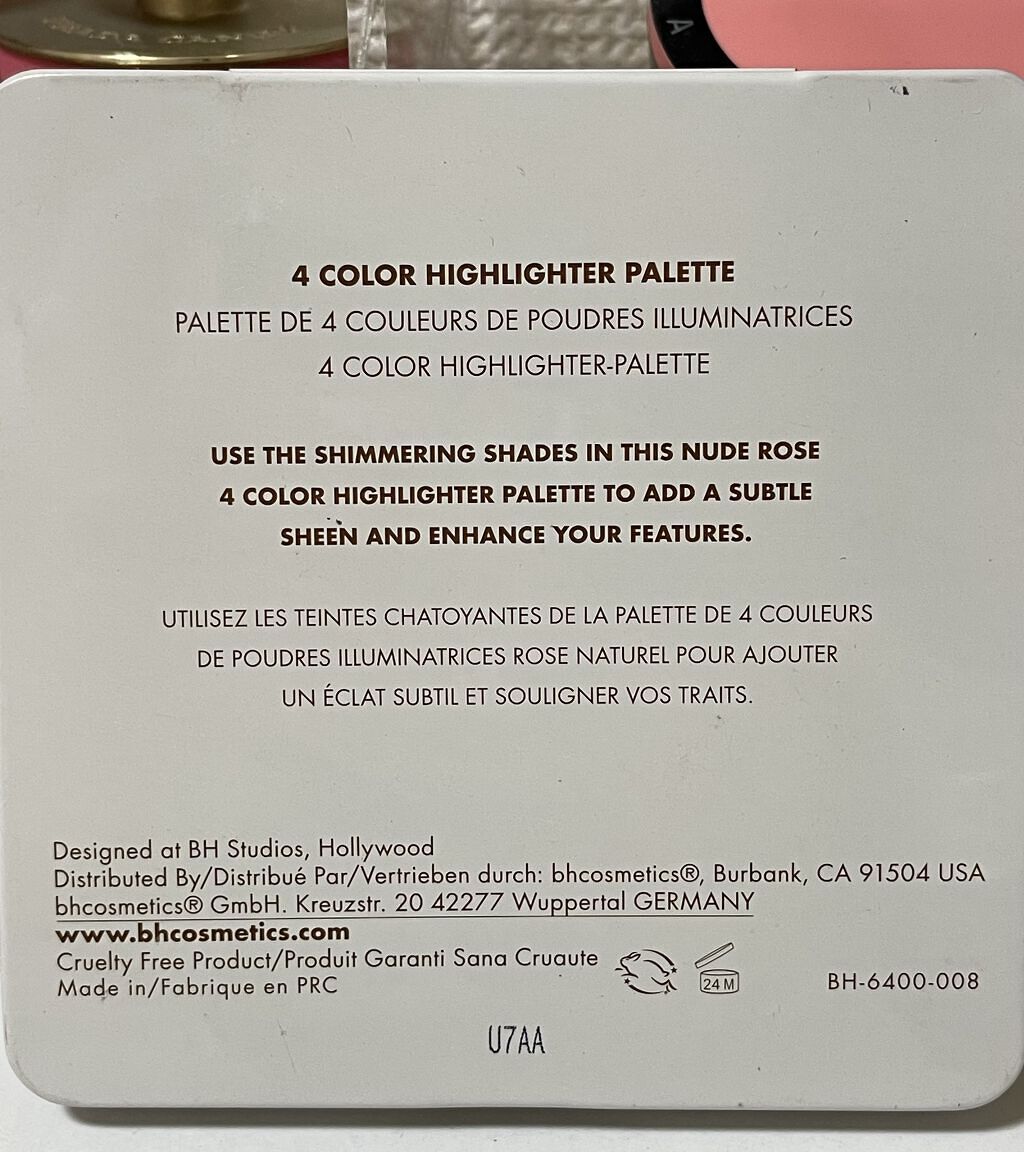 A
4 COLOR HIGHLIGHTER PALETTE
PALETTE DE 4 COULEURS DE POUDRES ILLUMINATRICES
4 COLOR HIGHLIGHTER-PALETTE
USE THE SHIMMERING SHADES IN THIS NUDE ROSE
4 COLOR HIGHLIGHTER PALETTE TO ADD A SUBTLE
SHEEN AND ENHANCE YOUR FEATURES.
UTILISEZ LES TEINTES CHATOYANTES DE LA PALETTE DE 4 COULEURS
DE POUDRES ILLUMINATRICES ROSE NATUREL POUR AJOUTER
UN ÉCLAT SUBTIL ET SOULIGNER VOS TRAITS.
Designed at BH Studios, Hollywood
Distributed By/Distribué Par/Vertrieben durch: bhcosmetics®, Burbank, CA 91504 USA
bhcosmetics® GmbH. Kreuzstr. 20 42277 Wuppertal GERMANY
www.bhcosmetics.com
Cruelty Free Product/Produit Garanti Sana Cruaute
Made in/Fabrique en PRC
24 M
BH-6400-008
U7AA